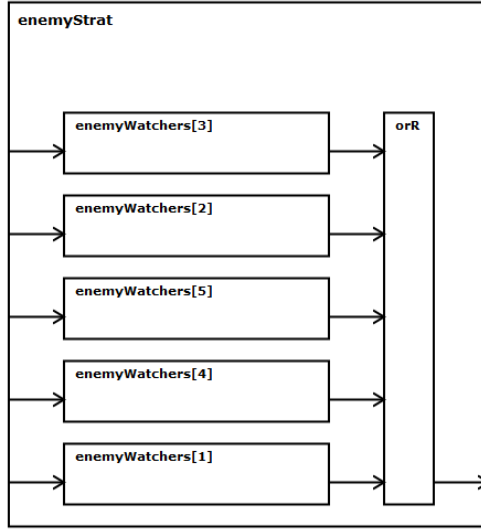 enemyStrat
enemyWatchers[3]
orR
enemyWatchers[2]
enemyWatchers[5]
enemyWatchers[4]
enemyWatchers[1]